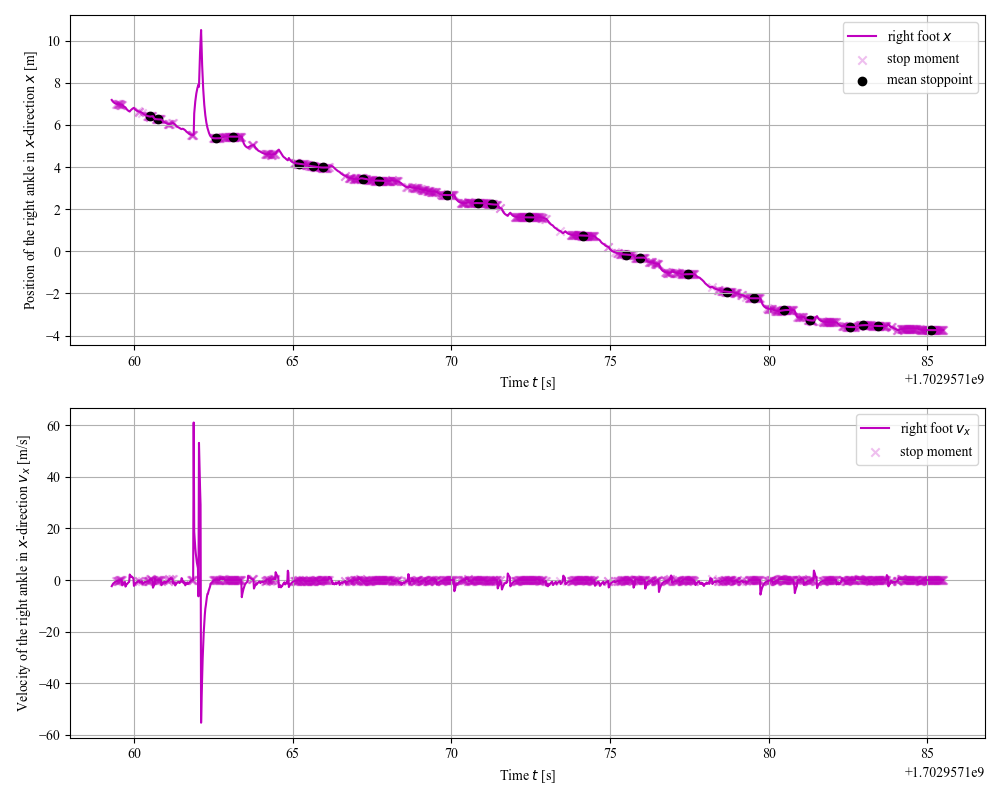 Position of the right ankle in x-direction x [m]
10
8
6
4
2
0
−2
−4
right foot x
stop moment
mean stoppoint
60 65 70 75 80 85
+1.7029571e9
Time t [s]
Velocity of the right ankle in x-direction vₓ [m/s]
60
40
20
0
−20
−40
−60
right foot vₓ
stop moment
60 65 70 75 80 85
+1.7029571e9
Time t [s]